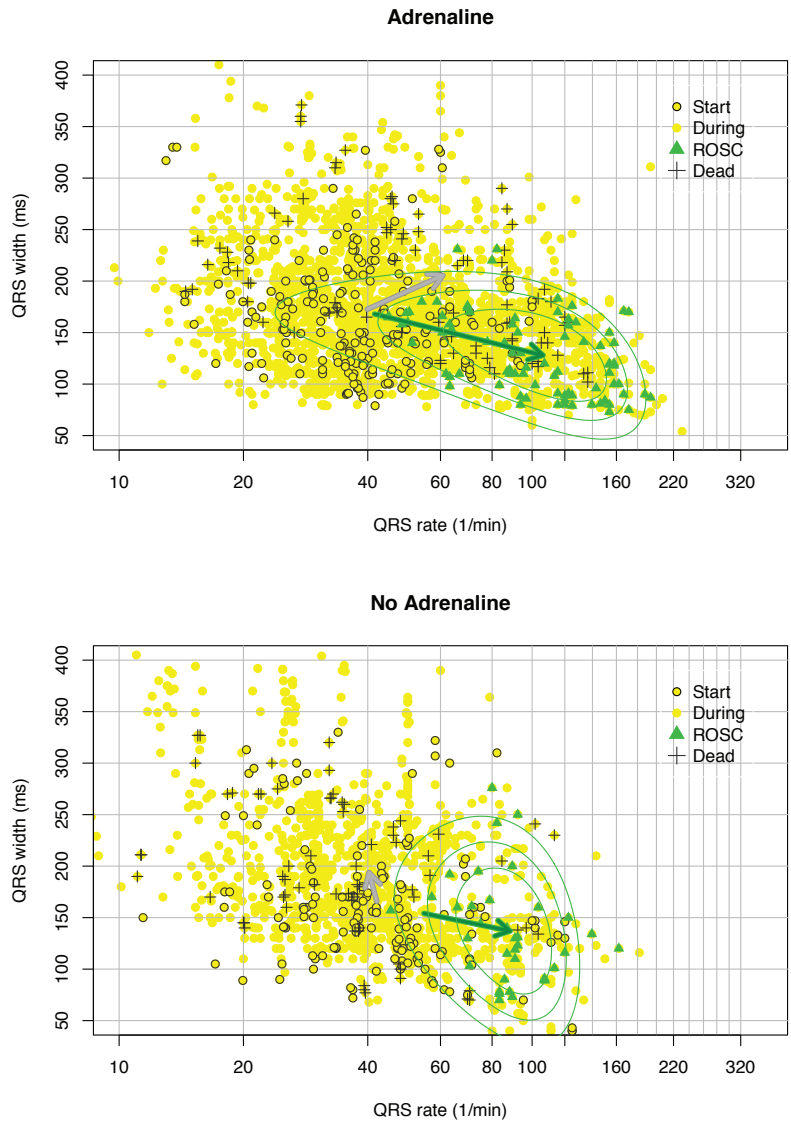 Adrenaline
QRS width (ms)
400
350
300
250
200
150
100
50
Start
During
ROSC
Dead
10 20 40 60 80 100 160 220 320
QRS rate (1/min)
No Adrenaline
QRS width (ms)
400
350
300
250
200
150
100
50
Start
During
ROSC
Dead
10 20 40 60 80 100 160 220 320
QRS rate (1/min)